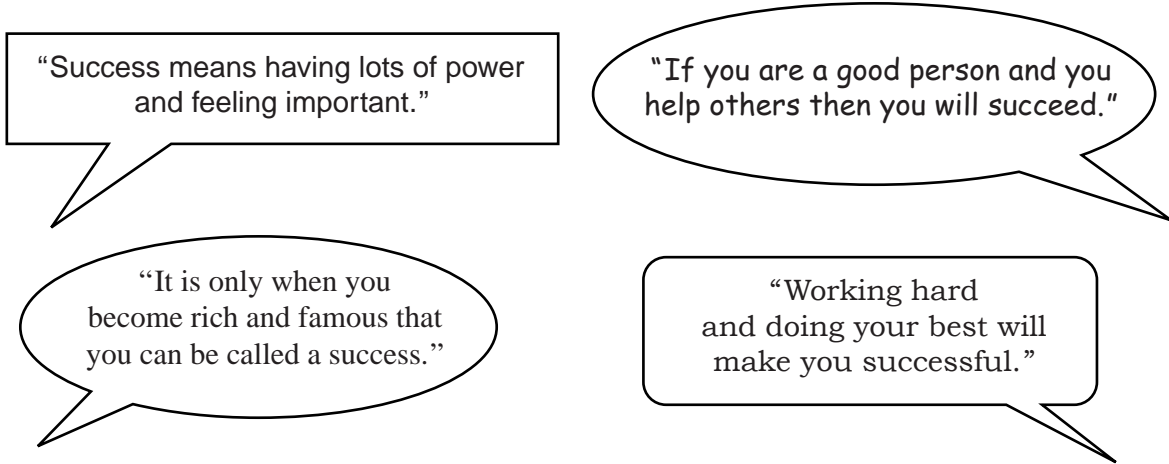 “Success means having lots of power
and feeling important.”
“If you are a good person and you
help others then you will succeed.”
“It is only when you
become rich and famous that
you can be called a success.”
“Working hard
and doing your best will
make you successful.”